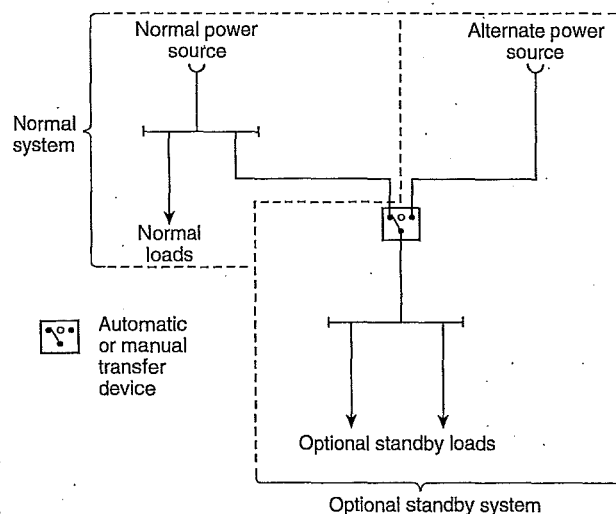 Normal power
source
Alternate power
source
Normal
system
Normal
loads
Automatic
or manual
transfer
device
Optional standby loads
Optional standby system